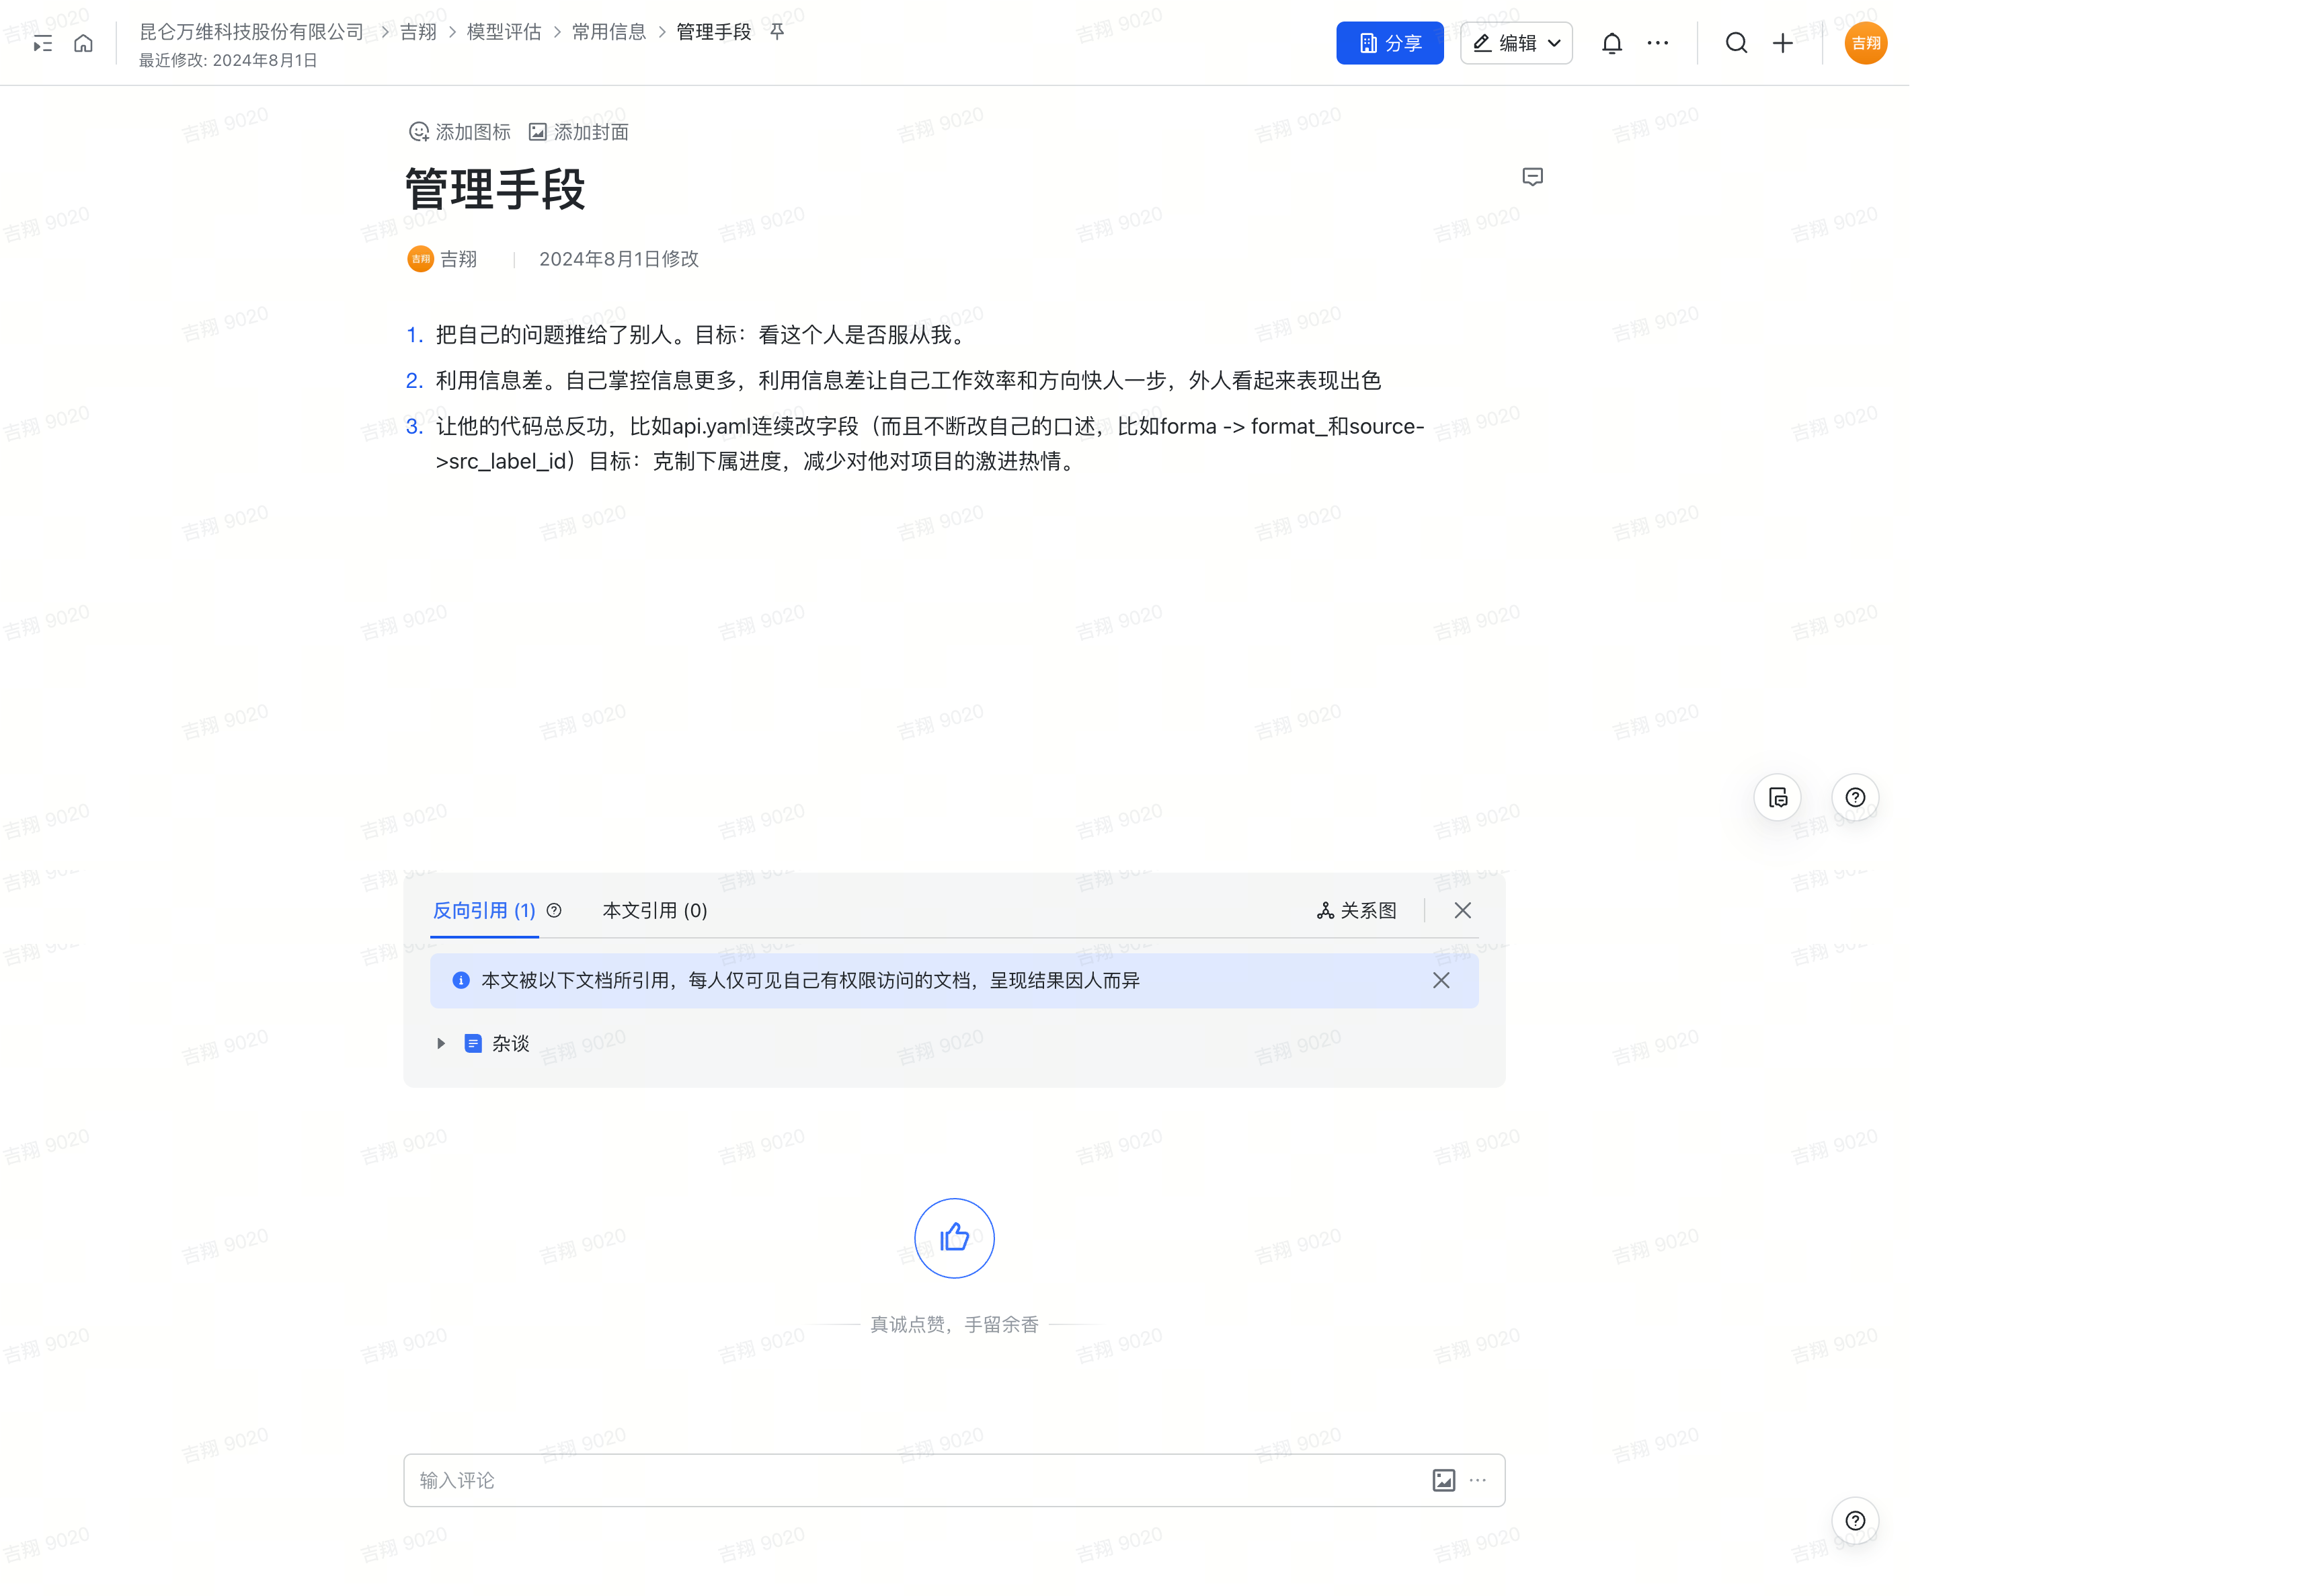 昆仑万维科技股份有限公司 > 吉翔 > 模型评估 > 常用信息 > 管理手段
最近修改: 2024年8月1日
分享
编辑
吉翔
添加图标 添加封面
管理手段
吉翔 吉翔 | 2024年8月1日修改
1. 把自己的问题推给了别人。目标：看这个人是否服从我。
2. 利用信息差。自己掌控信息更多，利用信息差让自己工作效率和方向快人一步，外人看起来表现出色
3. 让他的代码总反功，比如api.yaml连续改字段（而且不断改自己的口述，比如forma -> format_和source-
>src_label_id）目标：克制下属进度，减少对他对项目的激进热情。
反向引用 (1) 本文引用 (0) 关系图
本文被以下文档所引用，每人仅可见自己有权限访问的文档，呈现结果因人而异
杂谈
真诚点赞，手留余香
输入评论
吉翔 9020